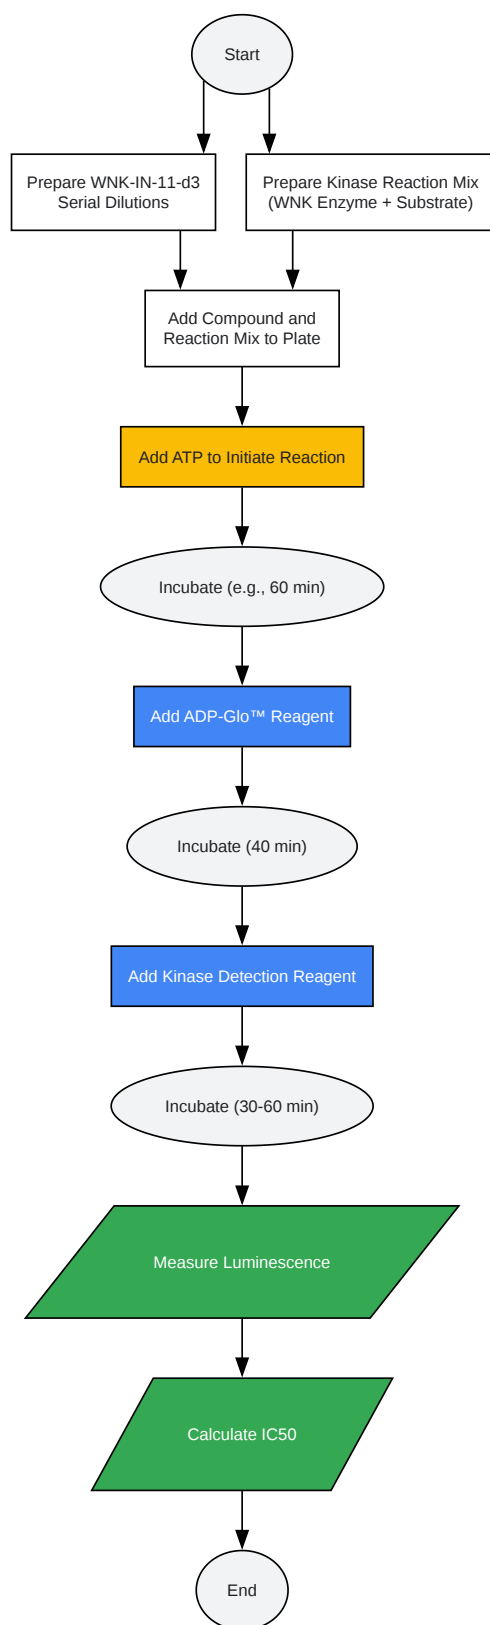 Start
Prepare WNK-IN-11-d3
Serial Dilutions
Prepare Kinase Reaction Mix
(WNK Enzyme + Substrate)
Add Compound and
Reaction Mix to Plate
Add ATP to Initiate Reaction
Incubate (e.g., 60 min)
Add ADP-Glo™ Reagent
Incubate (40 min)
Add Kinase Detection Reagent
Incubate (30-60 min)
Measure Luminescence
Calculate IC50
End